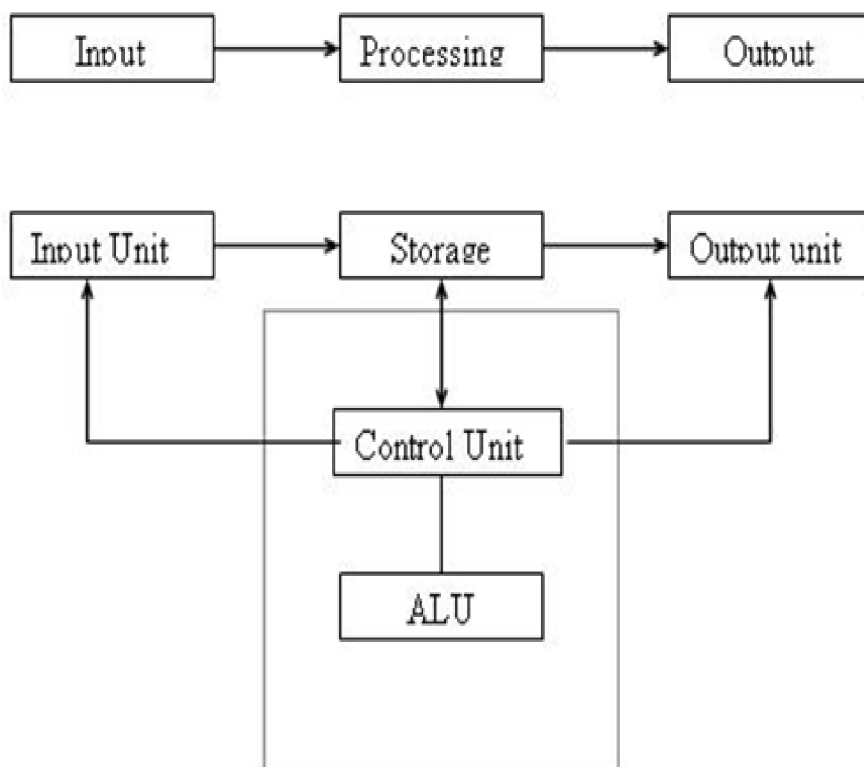 Input
Processing
Output
Input Unit
Storage
Output unit
Control Unit
ALU